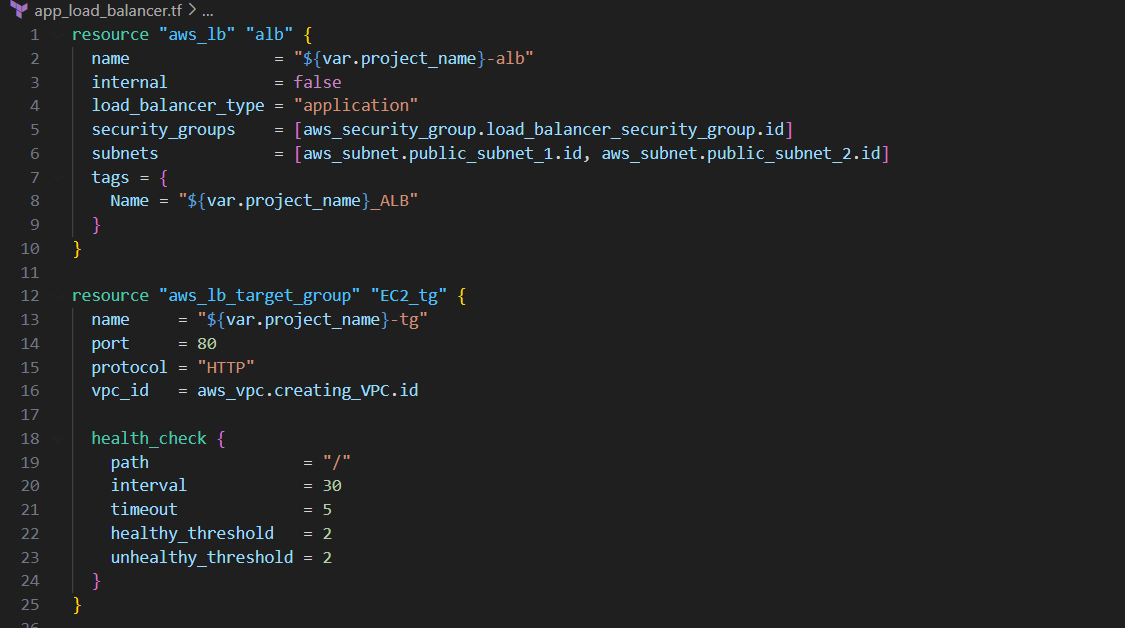 app_load_balancer.tf > ...
1 resource "aws_lb" "alb" {
2 name = "${var.project_name}-alb"
3 internal = false
4 load_balancer_type = "application"
5 security_groups = [aws_security_group.load_balancer_security_group.id]
6 subnets = [aws_subnet.public_subnet_1.id, aws_subnet.public_subnet_2.id]
7 tags = {
8 Name = "${var.project_name}_ALB"
9 }
10 }
11
12 resource "aws_lb_target_group" "EC2_tg" {
13 name = "${var.project_name}-tg"
14 port = 80
15 protocol = "HTTP"
16 vpc_id = aws_vpc.creating_VPC.id
17
18 health_check {
19 path = "/"
20 interval = 30
21 timeout = 5
22 healthy_threshold = 2
23 unhealthy_threshold = 2
24 }
25 }
26